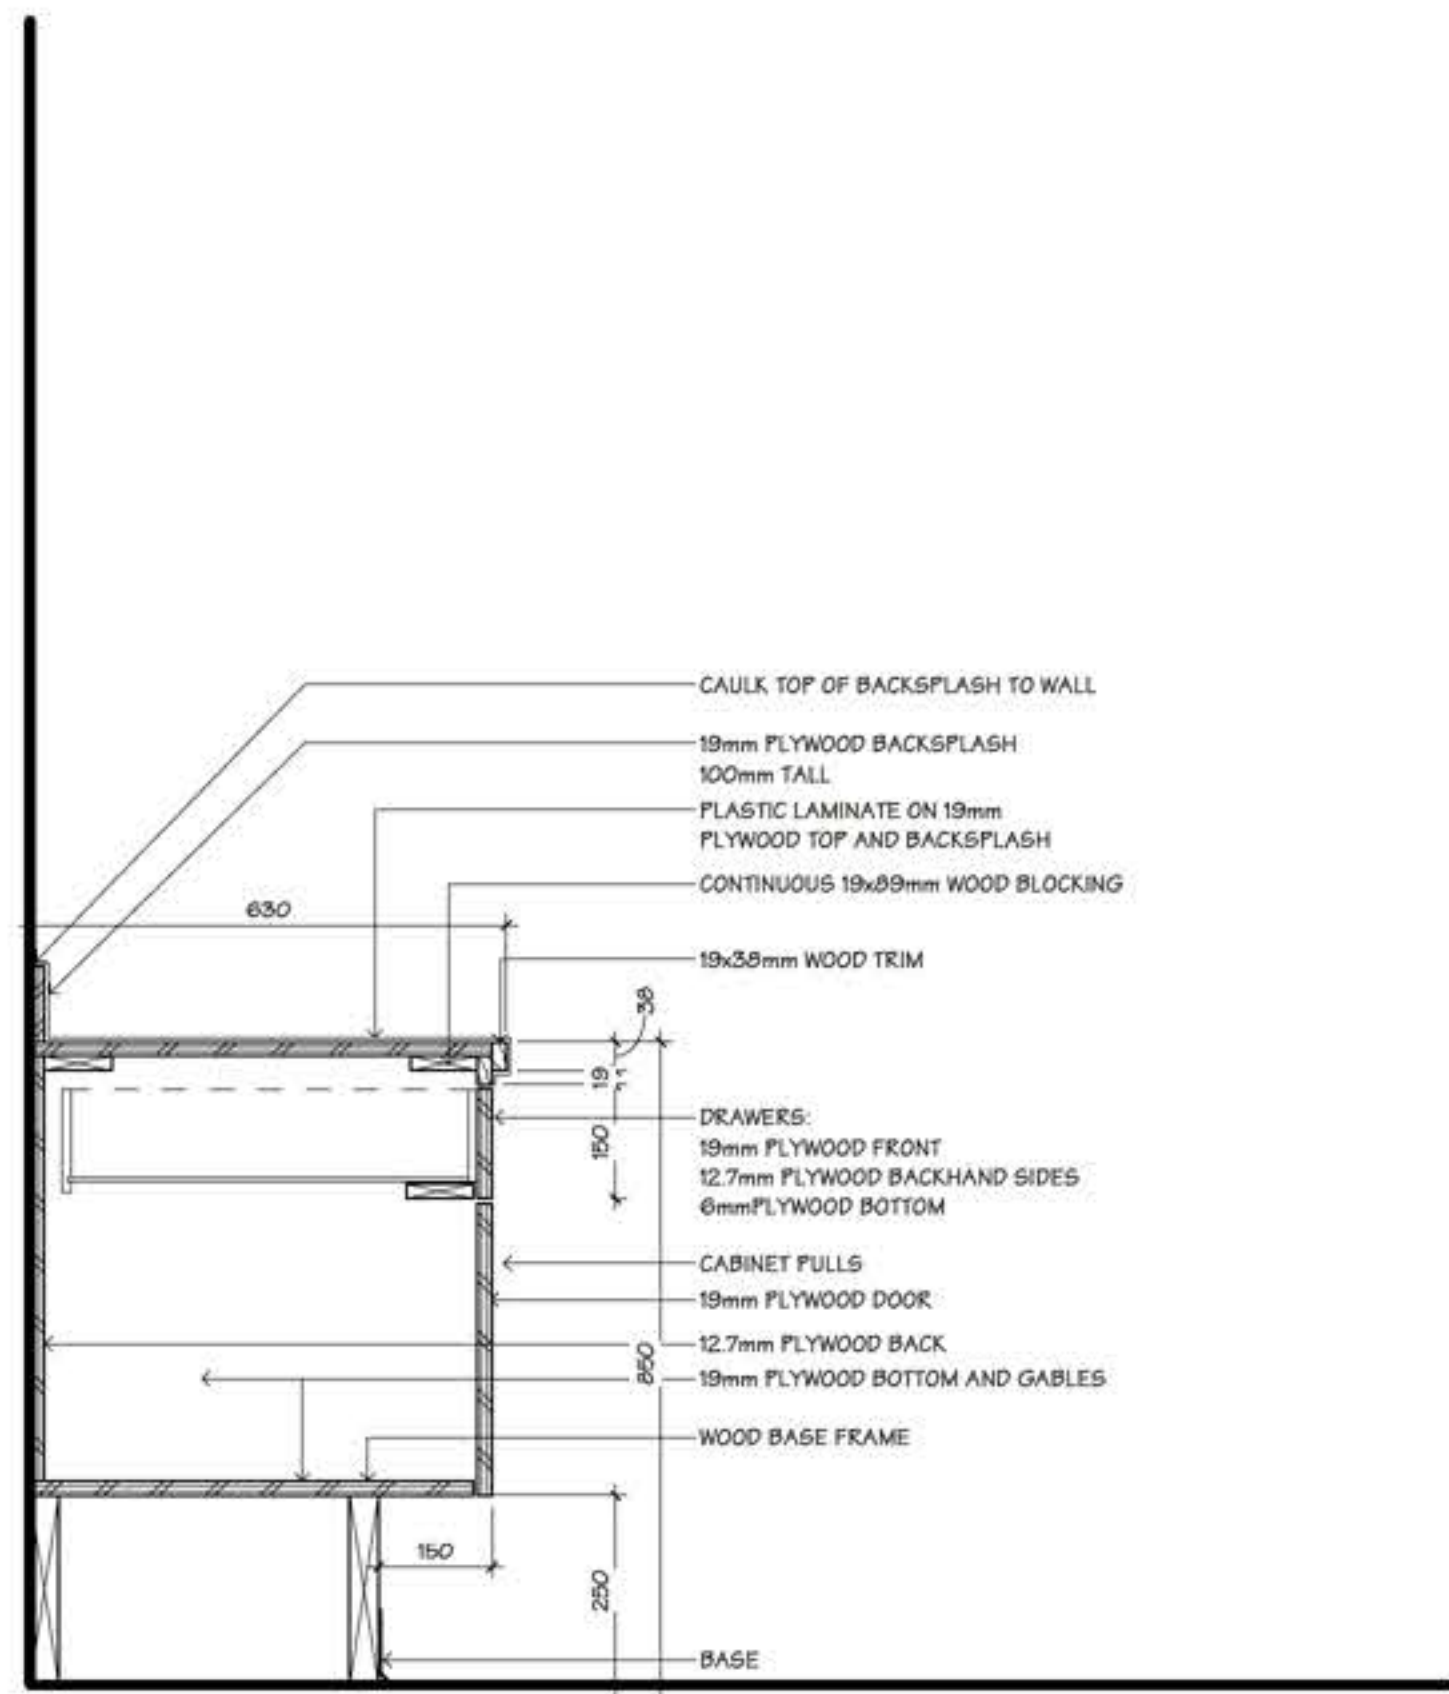 CAULK TOP OF BACKSPLASH TO WALL
19mm PLYWOOD BACKSPLASH
100mm TALL
PLASTIC LAMINATE ON 19mm
PLYWOOD TOP AND BACKSPLASH
CONTINUOUS 19x89mm WOOD BLOCKING
630
19x38mm WOOD TRIM
38
19
DRAWERS:
19mm PLYWOOD FRONT
12.7mm PLYWOOD BACKHAND SIDES
6mmPLYWOOD BOTTOM
150
CABINET PULLS
19mm PLYWOOD DOOR
12.7mm PLYWOOD BACK
850
19mm PLYWOOD BOTTOM AND GABLES
WOOD BASE FRAME
150
250
BASE